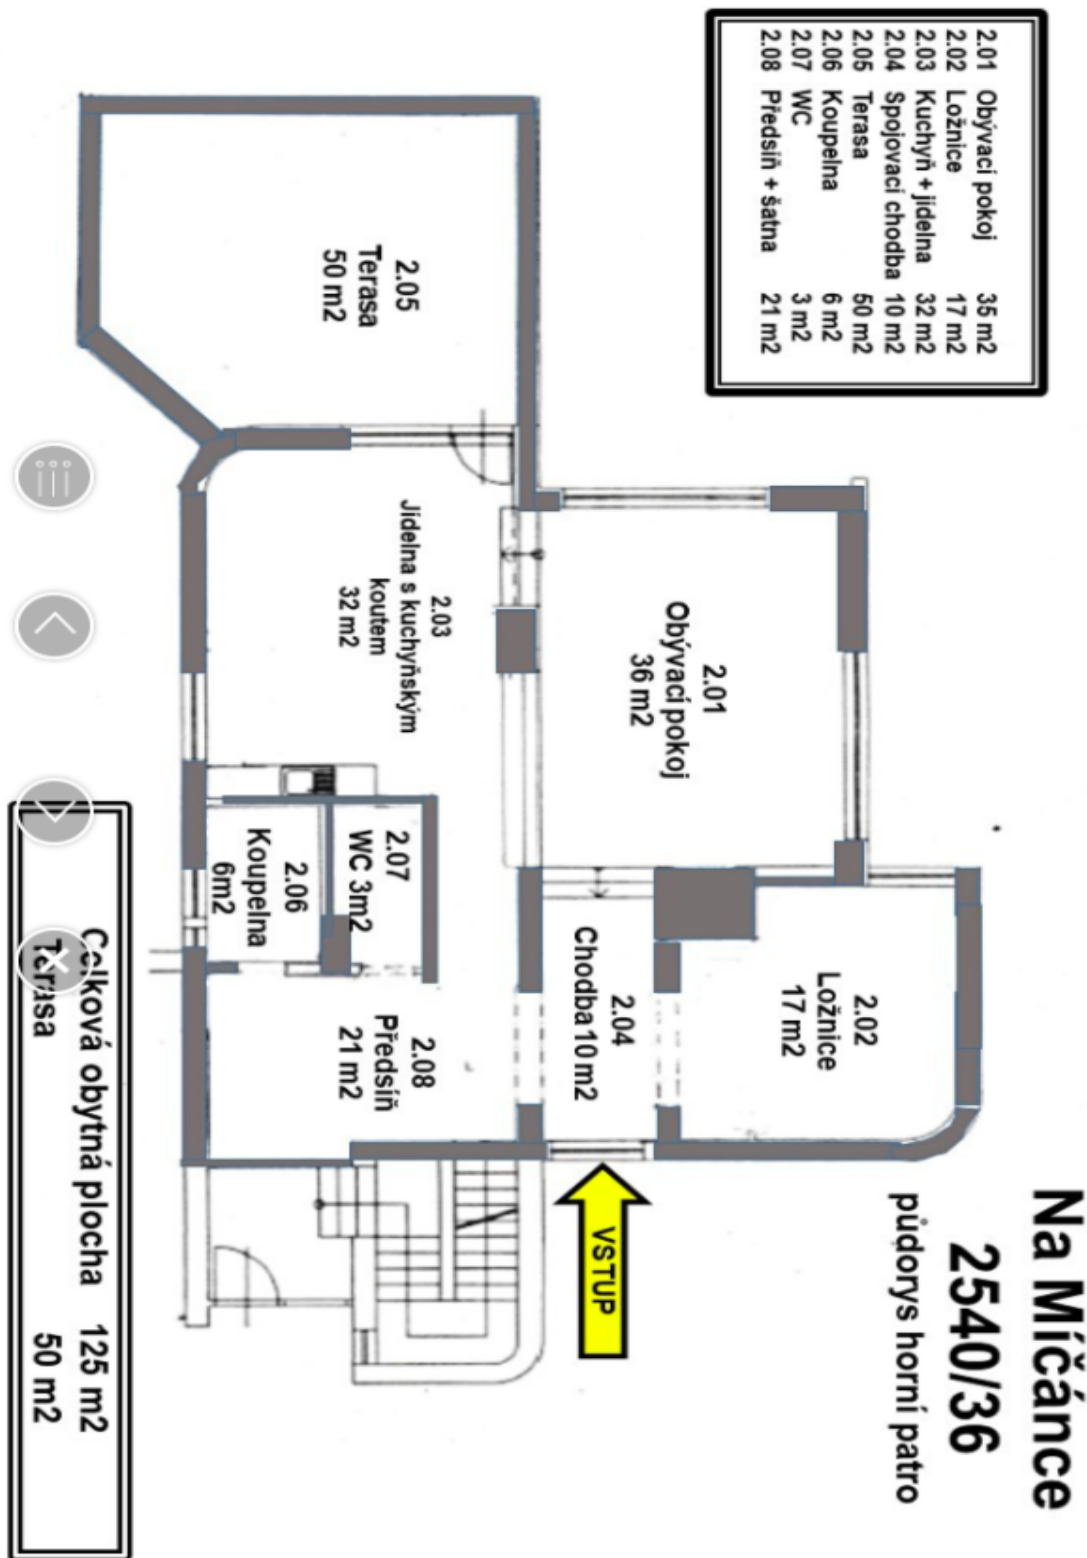 2.01 Obývací pokoj 35 m2
2.02 Ložnice 17 m2
2.03 Kuchyň + jídelna 32 m2
2.04 Spojovací chodba 10 m2
2.05 Terasa 50 m2
2.06 Koupelna 6 m2
2.07 WC 3 m2
2.08 Předsíň + šatna 21 m2
Na Míčánce
2540/36
půdorys horní patro
2.02
Ložnice
17 m2
2.01
Obývací pokoj
36 m2
2.04
Chodba 10 m2
VSTUP
2.05
Terasa
50 m2
2.03
Jídelna s kuchyňským
koutem
32 m2
2.07
WC 3m2
2.06
Koupelna
6m2
2.08
Předsíň
21 m2
Celková obytná plocha 125 m2
Terasa 50 m2